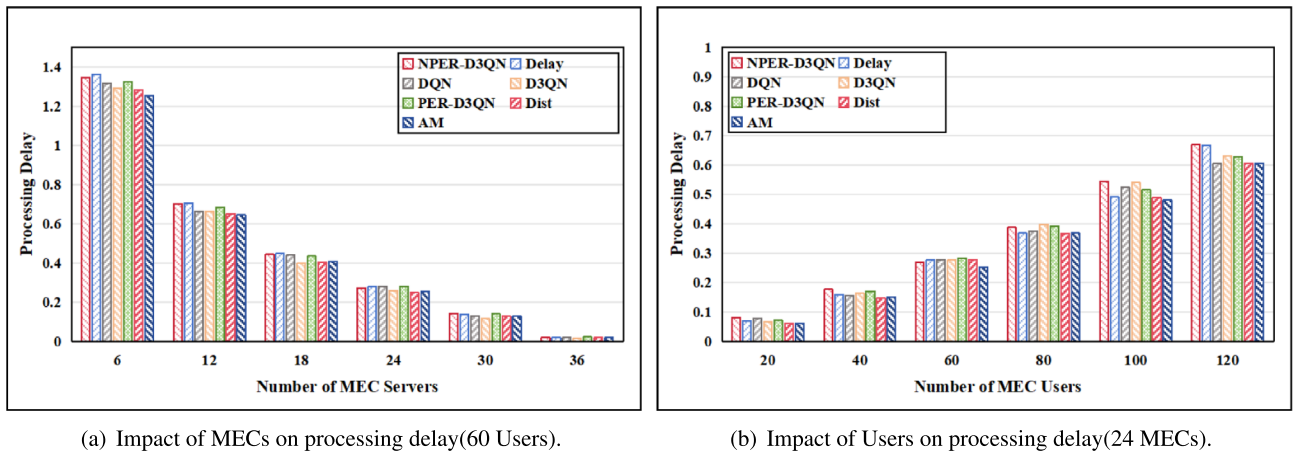 1.4
1.2
1
0.8
0.6
0.4
0.2
0
Processing Delay
NPER-D3QN Delay
DQN D3QN
PER-D3QN Dist
AM
6 12 18 24 30 36
Number of MEC Servers
(a) Impact of MECs on processing delay(60 Users).
1
0.9
0.8
0.7
0.6
0.5
0.4
0.3
0.2
0.1
0
Processing Delay
NPER-D3QN Delay
DQN D3QN
PER-D3QN Dist
AM
20 40 60 80 100 120
Number of MEC Users
(b) Impact of Users on processing delay(24 MECs).